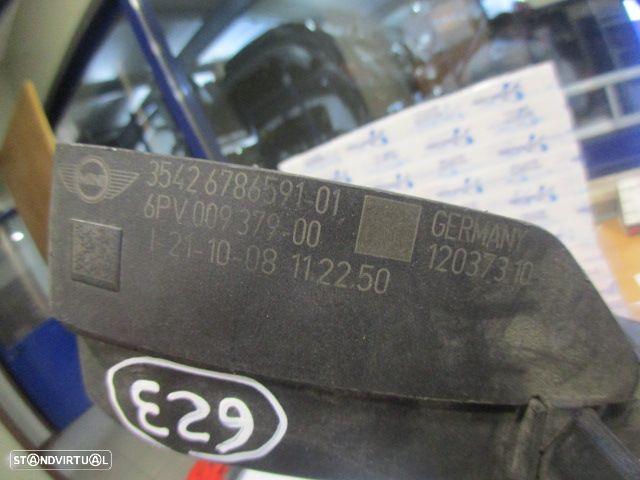 3542 6786591-01
6PV 009 379-00
1-21-10-08 11.22.50
GERMANY
12037310
E29
STANDVIRTUAL